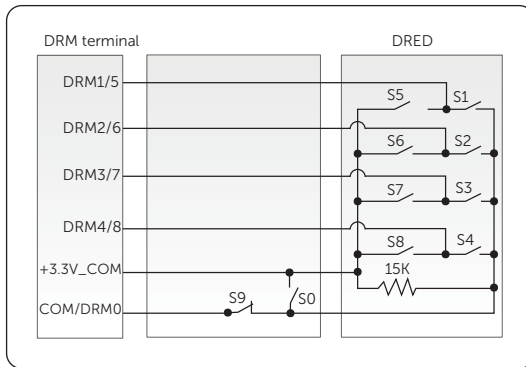 DRM terminal
DRED
DRM1/5
S5
S1
DRM2/6
S6
S2
DRM3/7
S7
S3
DRM4/8
S8
S4
+3.3V_COM
15K
COM/DRM0
S9
S0